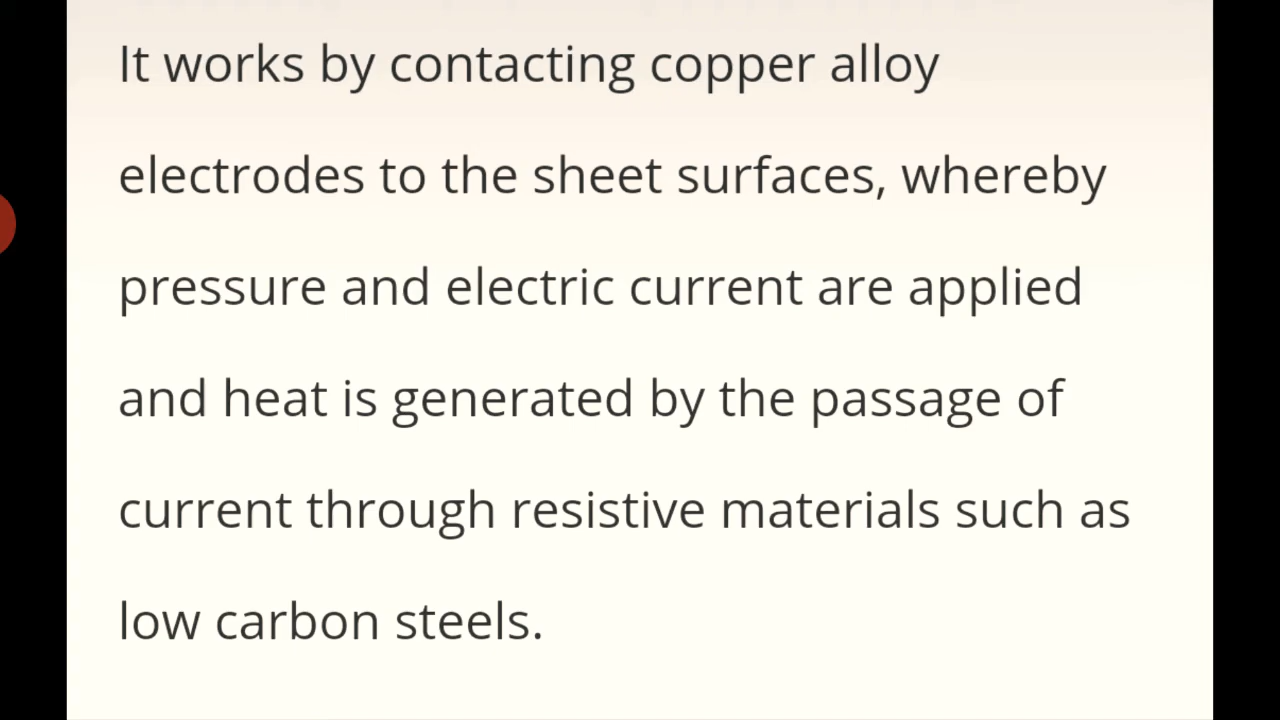 It works by contacting copper alloy
electrodes to the sheet surfaces, whereby
pressure and electric current are applied
and heat is generated by the passage of
current through resistive materials such as
low carbon steels.